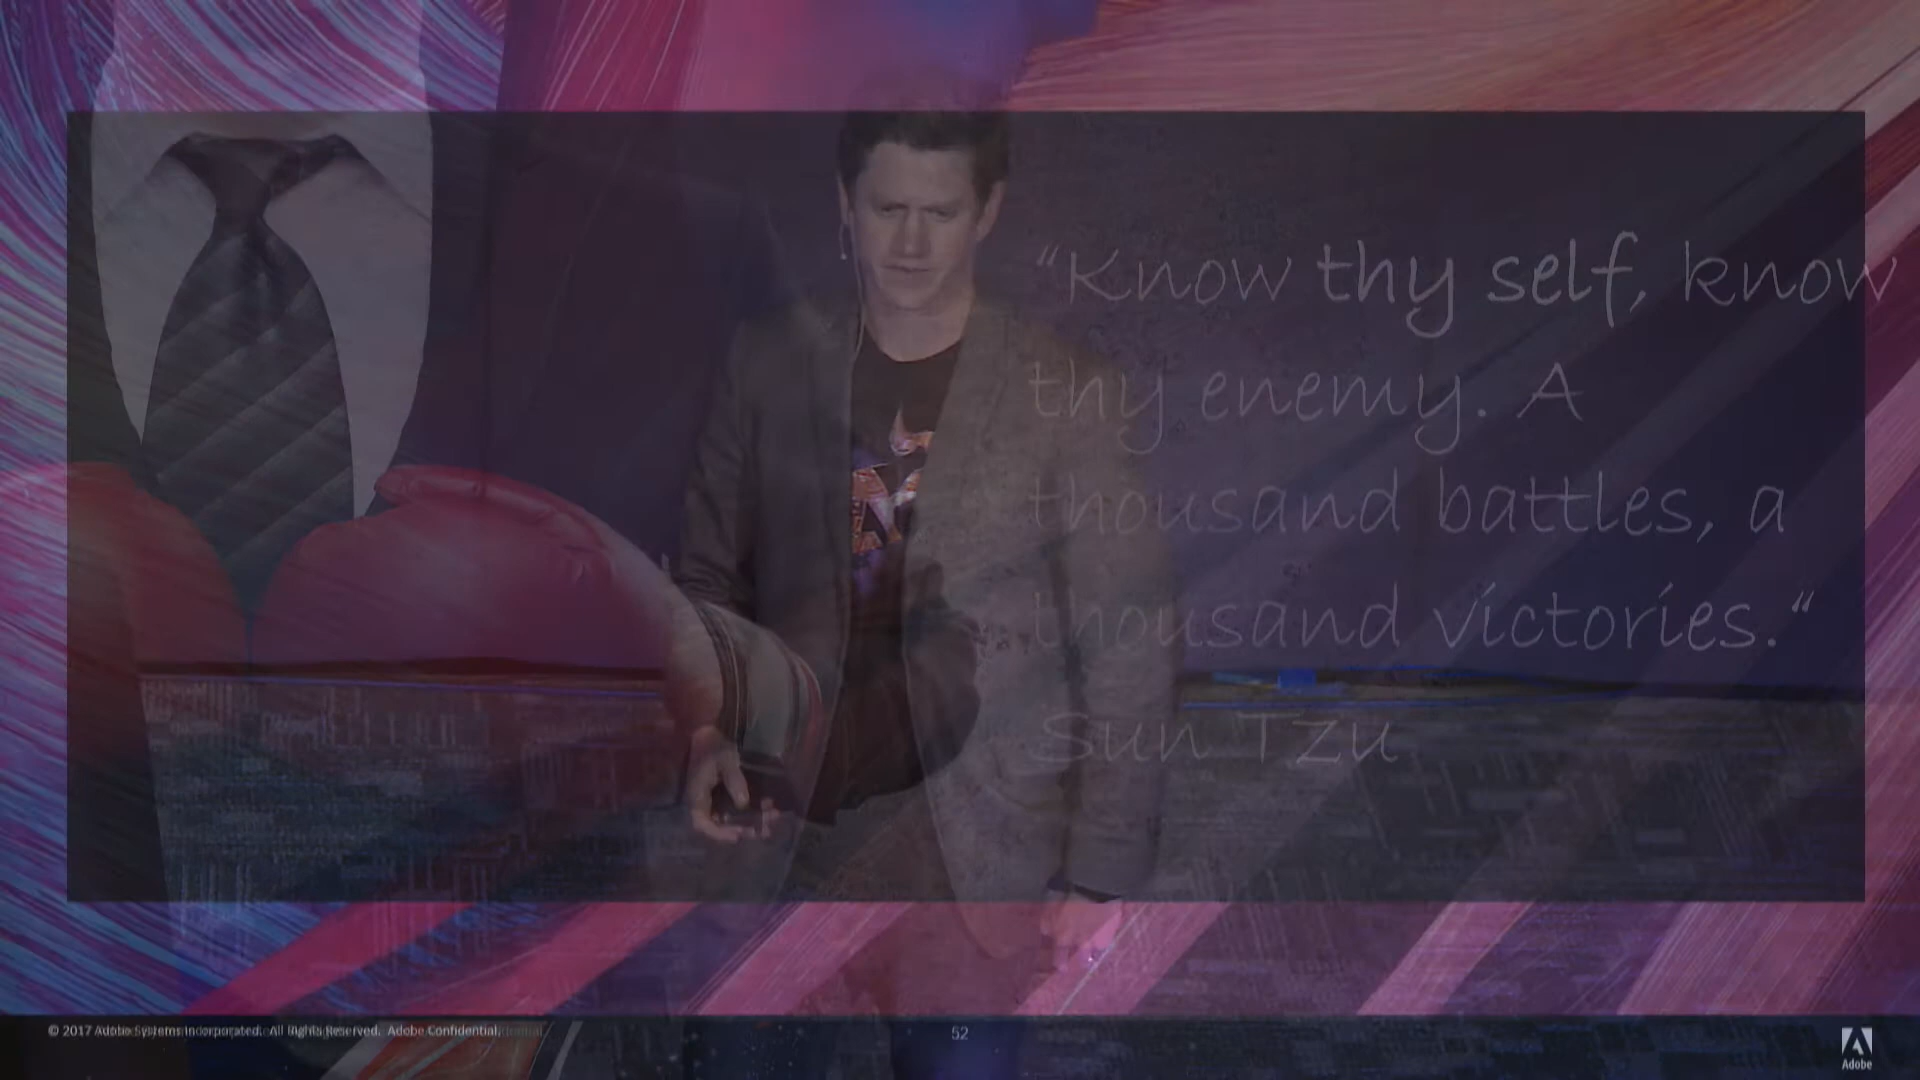 “Know thy self, know
thy enemy. A
thousand battles, a
thousand victories.“
Sun Tzu
© 2017 Adobe Systems Incorporated. All Rights Reserved. Adobe Confidential.
52
Adobe